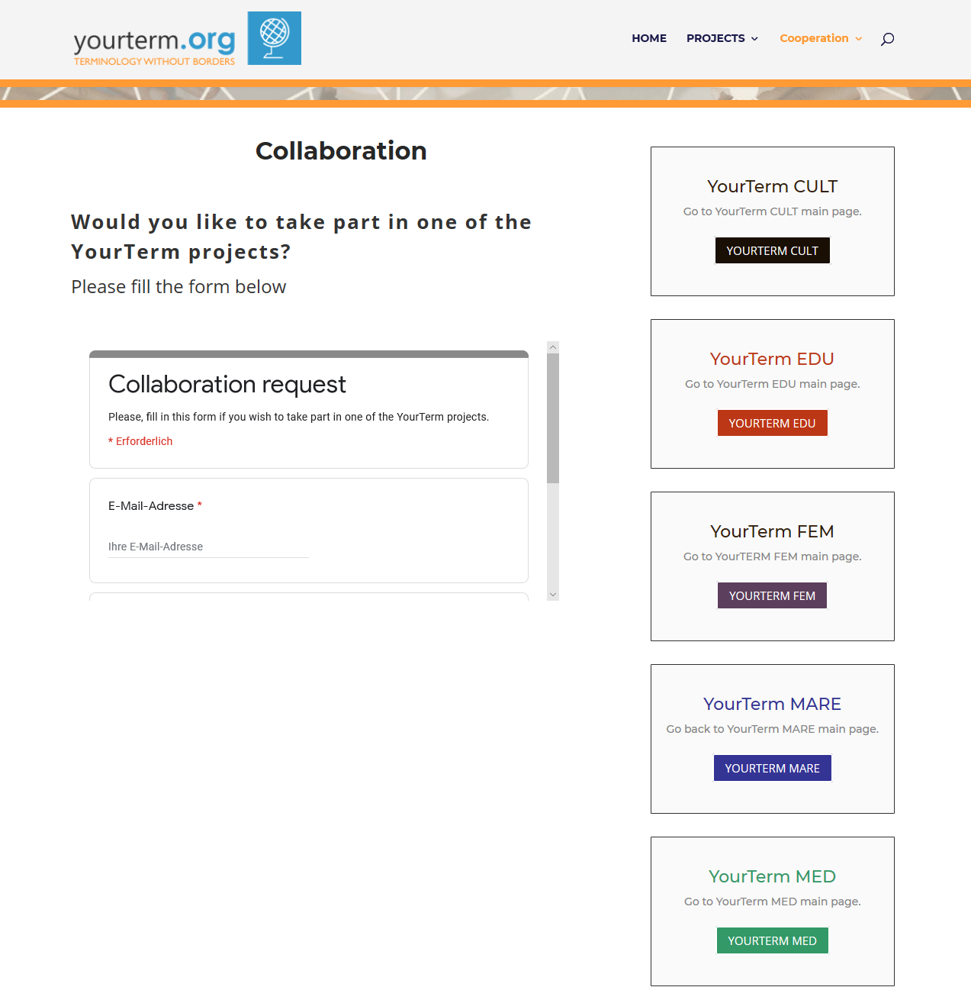 yourterm.org
TERMINOLOGY WITHOUT BORDERS
HOME
PROJECTS
Cooperation
Collaboration
Would you like to take part in one of the
YourTerm projects?
Please fill the form below
Collaboration request
Please, fill in this form if you wish to take part in one of the YourTerm projects.
* Erforderlich
E-Mail-Adresse *
Ihre E-Mail-Adresse
YourTerm CULT
Go to YourTerm CULT main page.
YOURTERM CULT
YourTerm EDU
Go to YourTerm EDU main page.
YOURTERM EDU
YourTerm FEM
Go to YourTERM FEM main page.
YOURTERM FEM
YourTerm MARE
Go back to YourTerm MARE main page.
YOURTERM MARE
YourTerm MED
Go to YourTerm MED main page.
YOURTERM MED